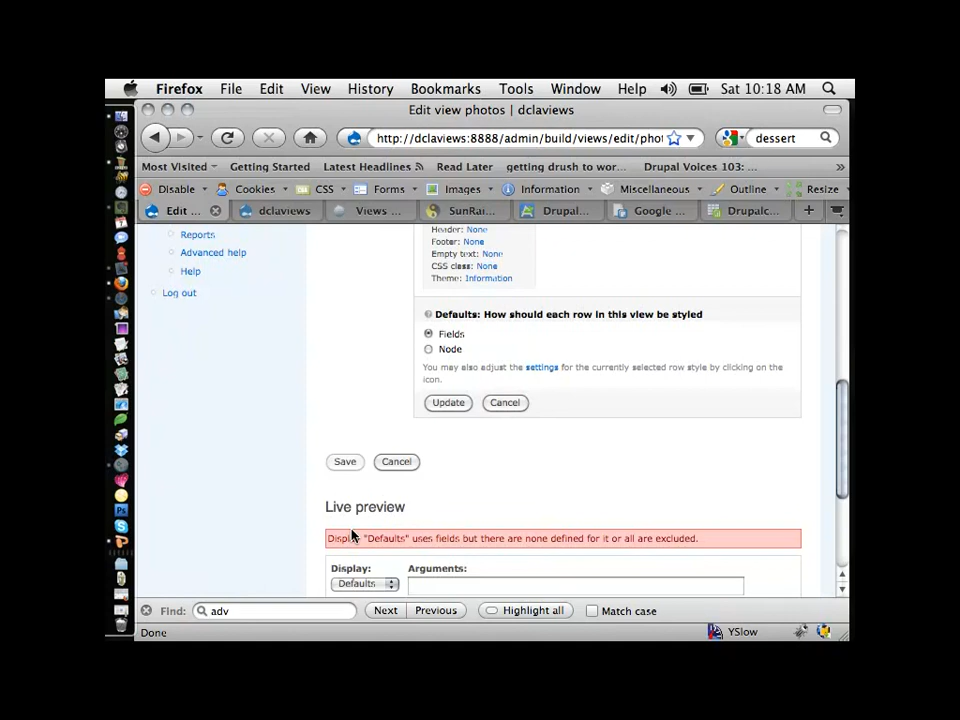 Firefox File Edit View History Bookmarks Tools Window Help Sat 10:18 AM
Edit view photos | dclaviews
http://dclaviews:8888/admin/build/views/edit/phot dessert
Most Visited Getting Started Latest Headlines Read Later getting drush to wor... Drupal Voices 103:... »
Disable Cookies CSS Forms Images Information Miscellaneous Outline Resize
Edit ... dclaviews Views ... SunRai... Drupal... Google ... Drupalc...
Reports
Advanced help
Help
Log out
Header: None
Footer: None
Empty text: None
CSS class: None
Theme: Information
Defaults: How should each row in this view be styled
Fields
Node
You may also adjust the settings for the currently selected row style by clicking on the
icon.
Update Cancel
Save Cancel
Live preview
"Defaults" uses fields but there are none defined for it or all are excluded.
Display: Arguments:
Defaults
Find: adv Next Previous Highlight all Match case
Done YSlow